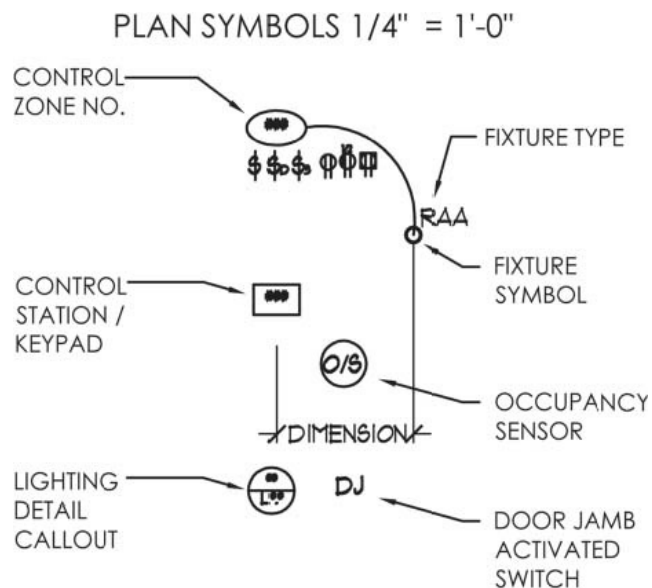 PLAN SYMBOLS 1/4" = 1'-0"
CONTROL
ZONE NO.
###
$ $D $3
FIXTURE TYPE
RAA
FIXTURE
SYMBOL
CONTROL
STATION /
KEYPAD
###
O/S
OCCUPANCY
SENSOR
DIMENSION
LIGHTING
DETAIL
CALLOUT
DJ
DOOR JAMB
ACTIVATED
SWITCH